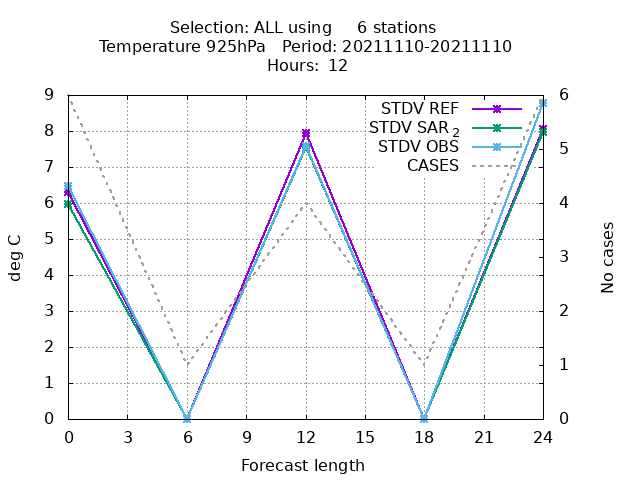 Selection: ALL using     6 stations
Temperature 925hPa   Period: 20211110-20211110
Hours:  12
9 6
STDV REF
8 STDV SAR 2
5
STDV OBS
7 CASES
6 4
5
deg C No cases
4 3
3 2
2
1 1
0 0
0 3 6 9 12 15 18 21 24
Forecast length